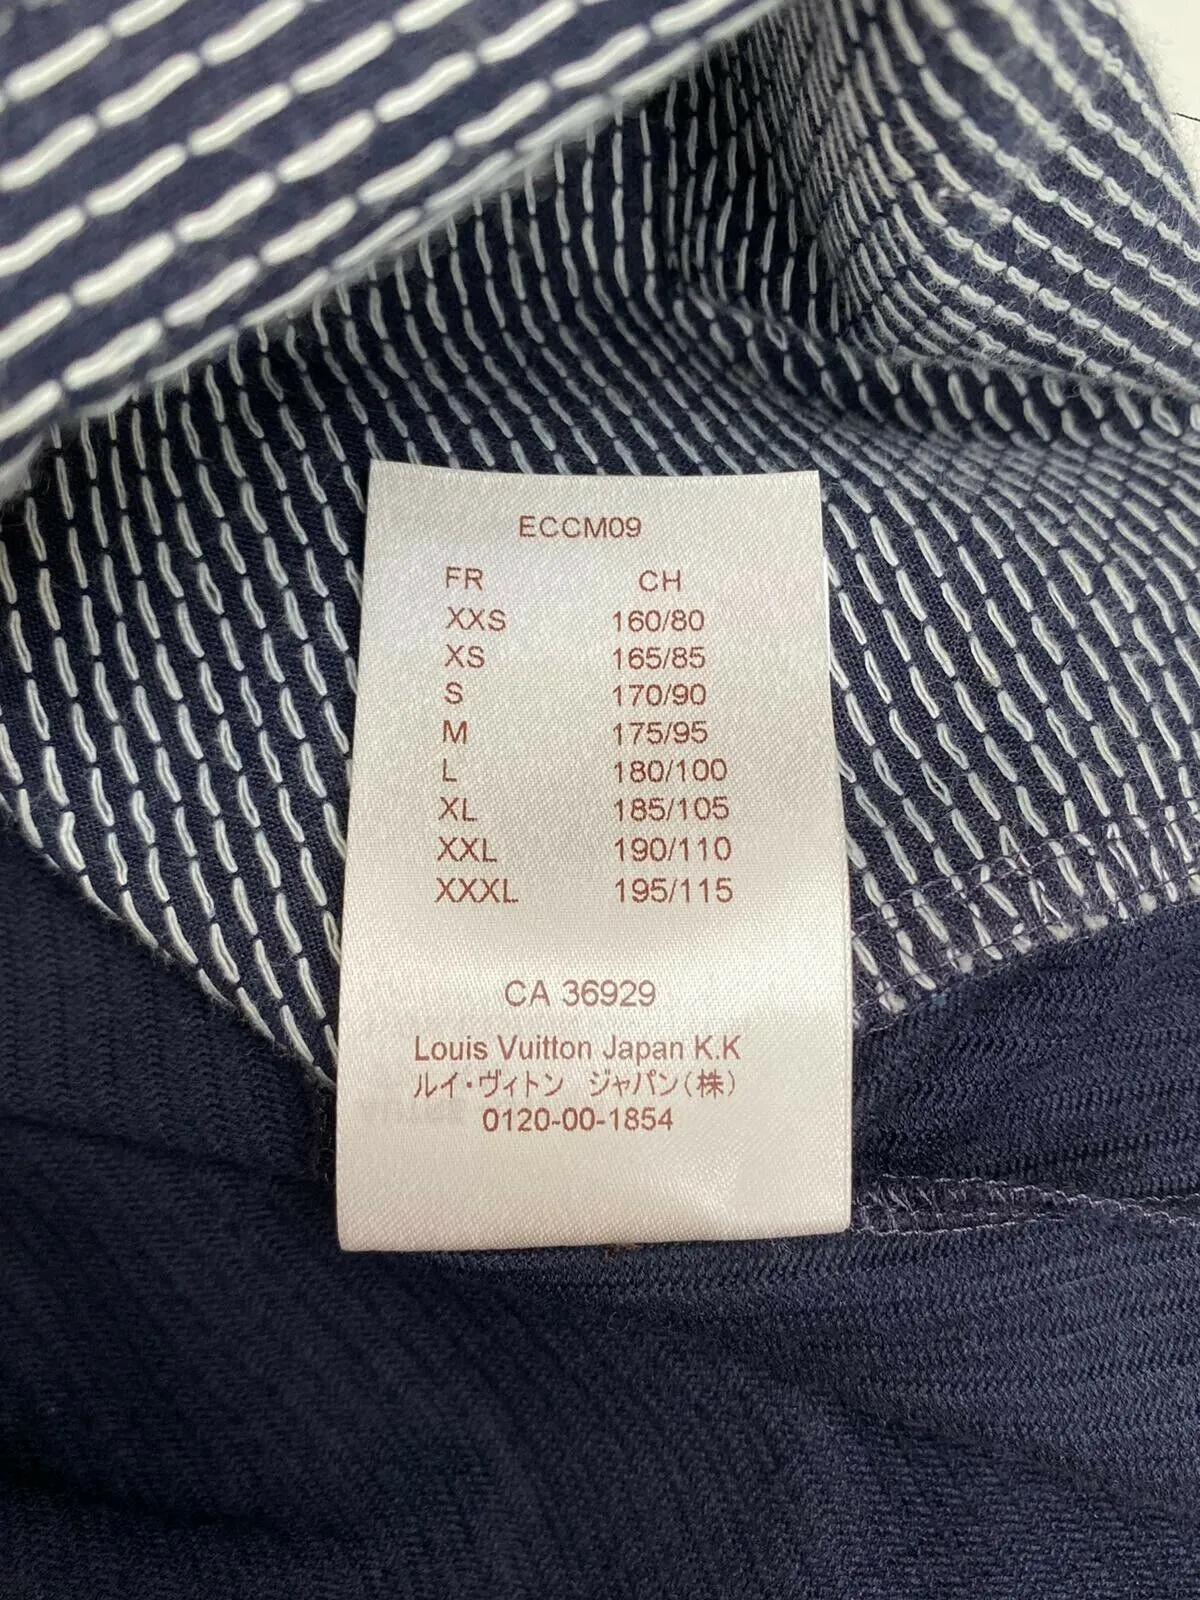 ECCM09
FR CH
XXS 160/80
XS 165/85
S 170/90
M 175/95
L 180/100
XL 185/105
XXL 190/110
XXXL 195/115
CA 36929
Louis Vuitton Japan K.K
ルイ・ヴィトン ジャパン(株)
0120-00-1854